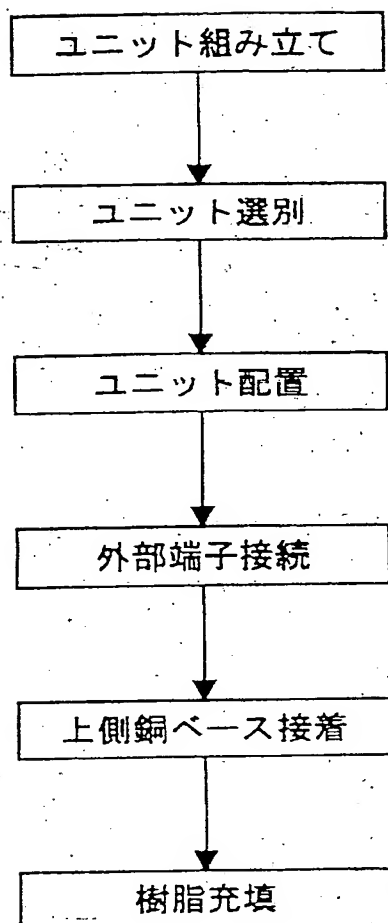 ユニット組み立て
ユニット選別
ユニット配置
外部端子接続
上側銅ベース接着
樹脂充填